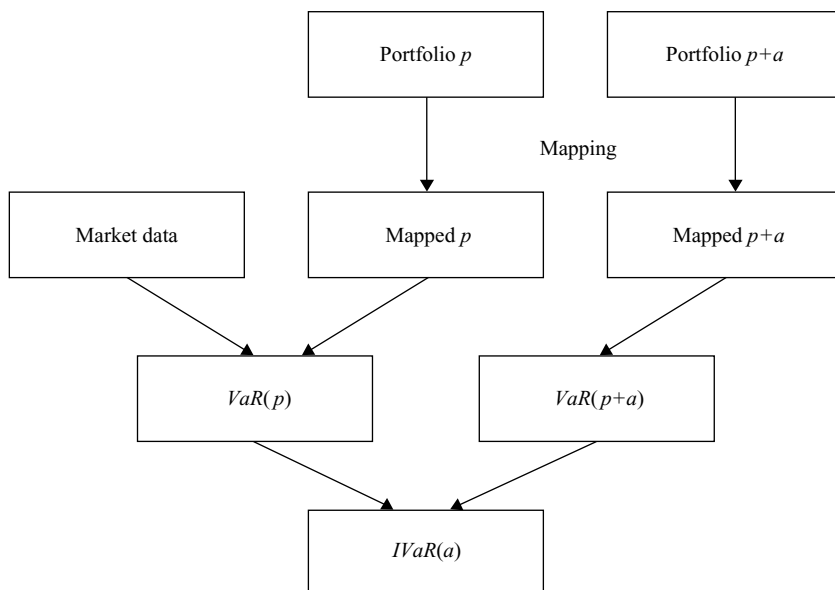 Portfolio p
Portfolio p+a
Mapping
Market data
Mapped p
Mapped p+a
VaR(p)
VaR(p+a)
IVaR(a)